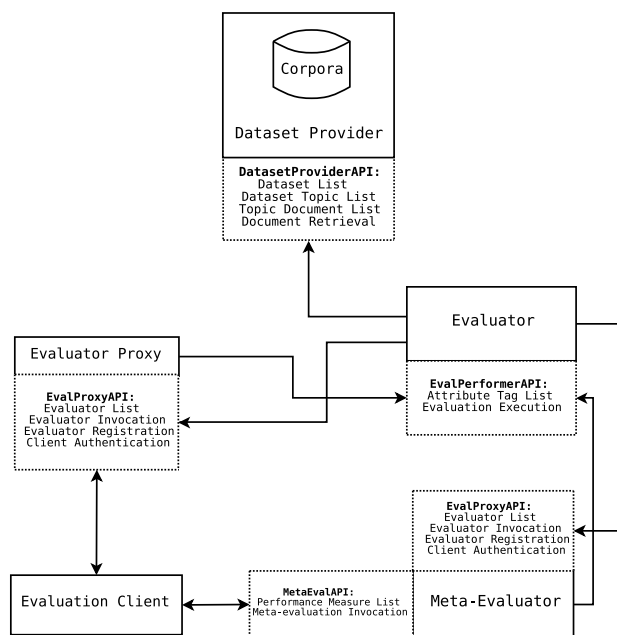 Corpora
Dataset Provider
DatasetProviderAPI:
Dataset List
Dataset Topic List
Topic Document List
Document Retrieval
Evaluator
Evaluator Proxy
EvalProxyAPI:
Evaluator List
Evaluator Invocation
Evaluator Registration
Client Authentication
EvalPerformerAPI:
Attribute Tag List
Evaluation Execution
EvalProxyAPI:
Evaluator List
Evaluator Invocation
Evaluator Registration
Client Authentication
Evaluation Client
MetaEvalAPI:
Performance Measure List
Meta-evaluation Invocation
Meta-Evaluator